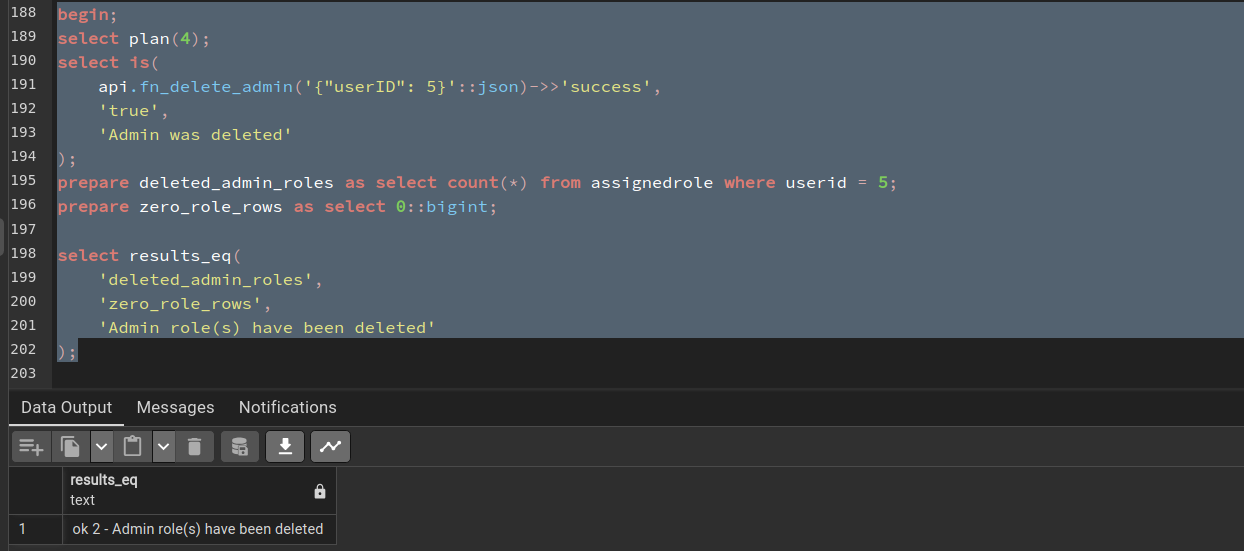 188 begin;
189 select plan(4);
190 select is(
191     api.fn_delete_admin('{"userID": 5}'::json)->>'success',
192     'true',
193     'Admin was deleted'
194 );
195 prepare deleted_admin_roles as select count(*) from assignedrole where userid = 5;
196 prepare zero_role_rows as select 0::bigint;
197
198 select results_eq(
199     'deleted_admin_roles',
200     'zero_role_rows',
201     'Admin role(s) have been deleted'
202 );
203
Data Output Messages Notifications
results_eq
text
1 ok 2 - Admin role(s) have been deleted